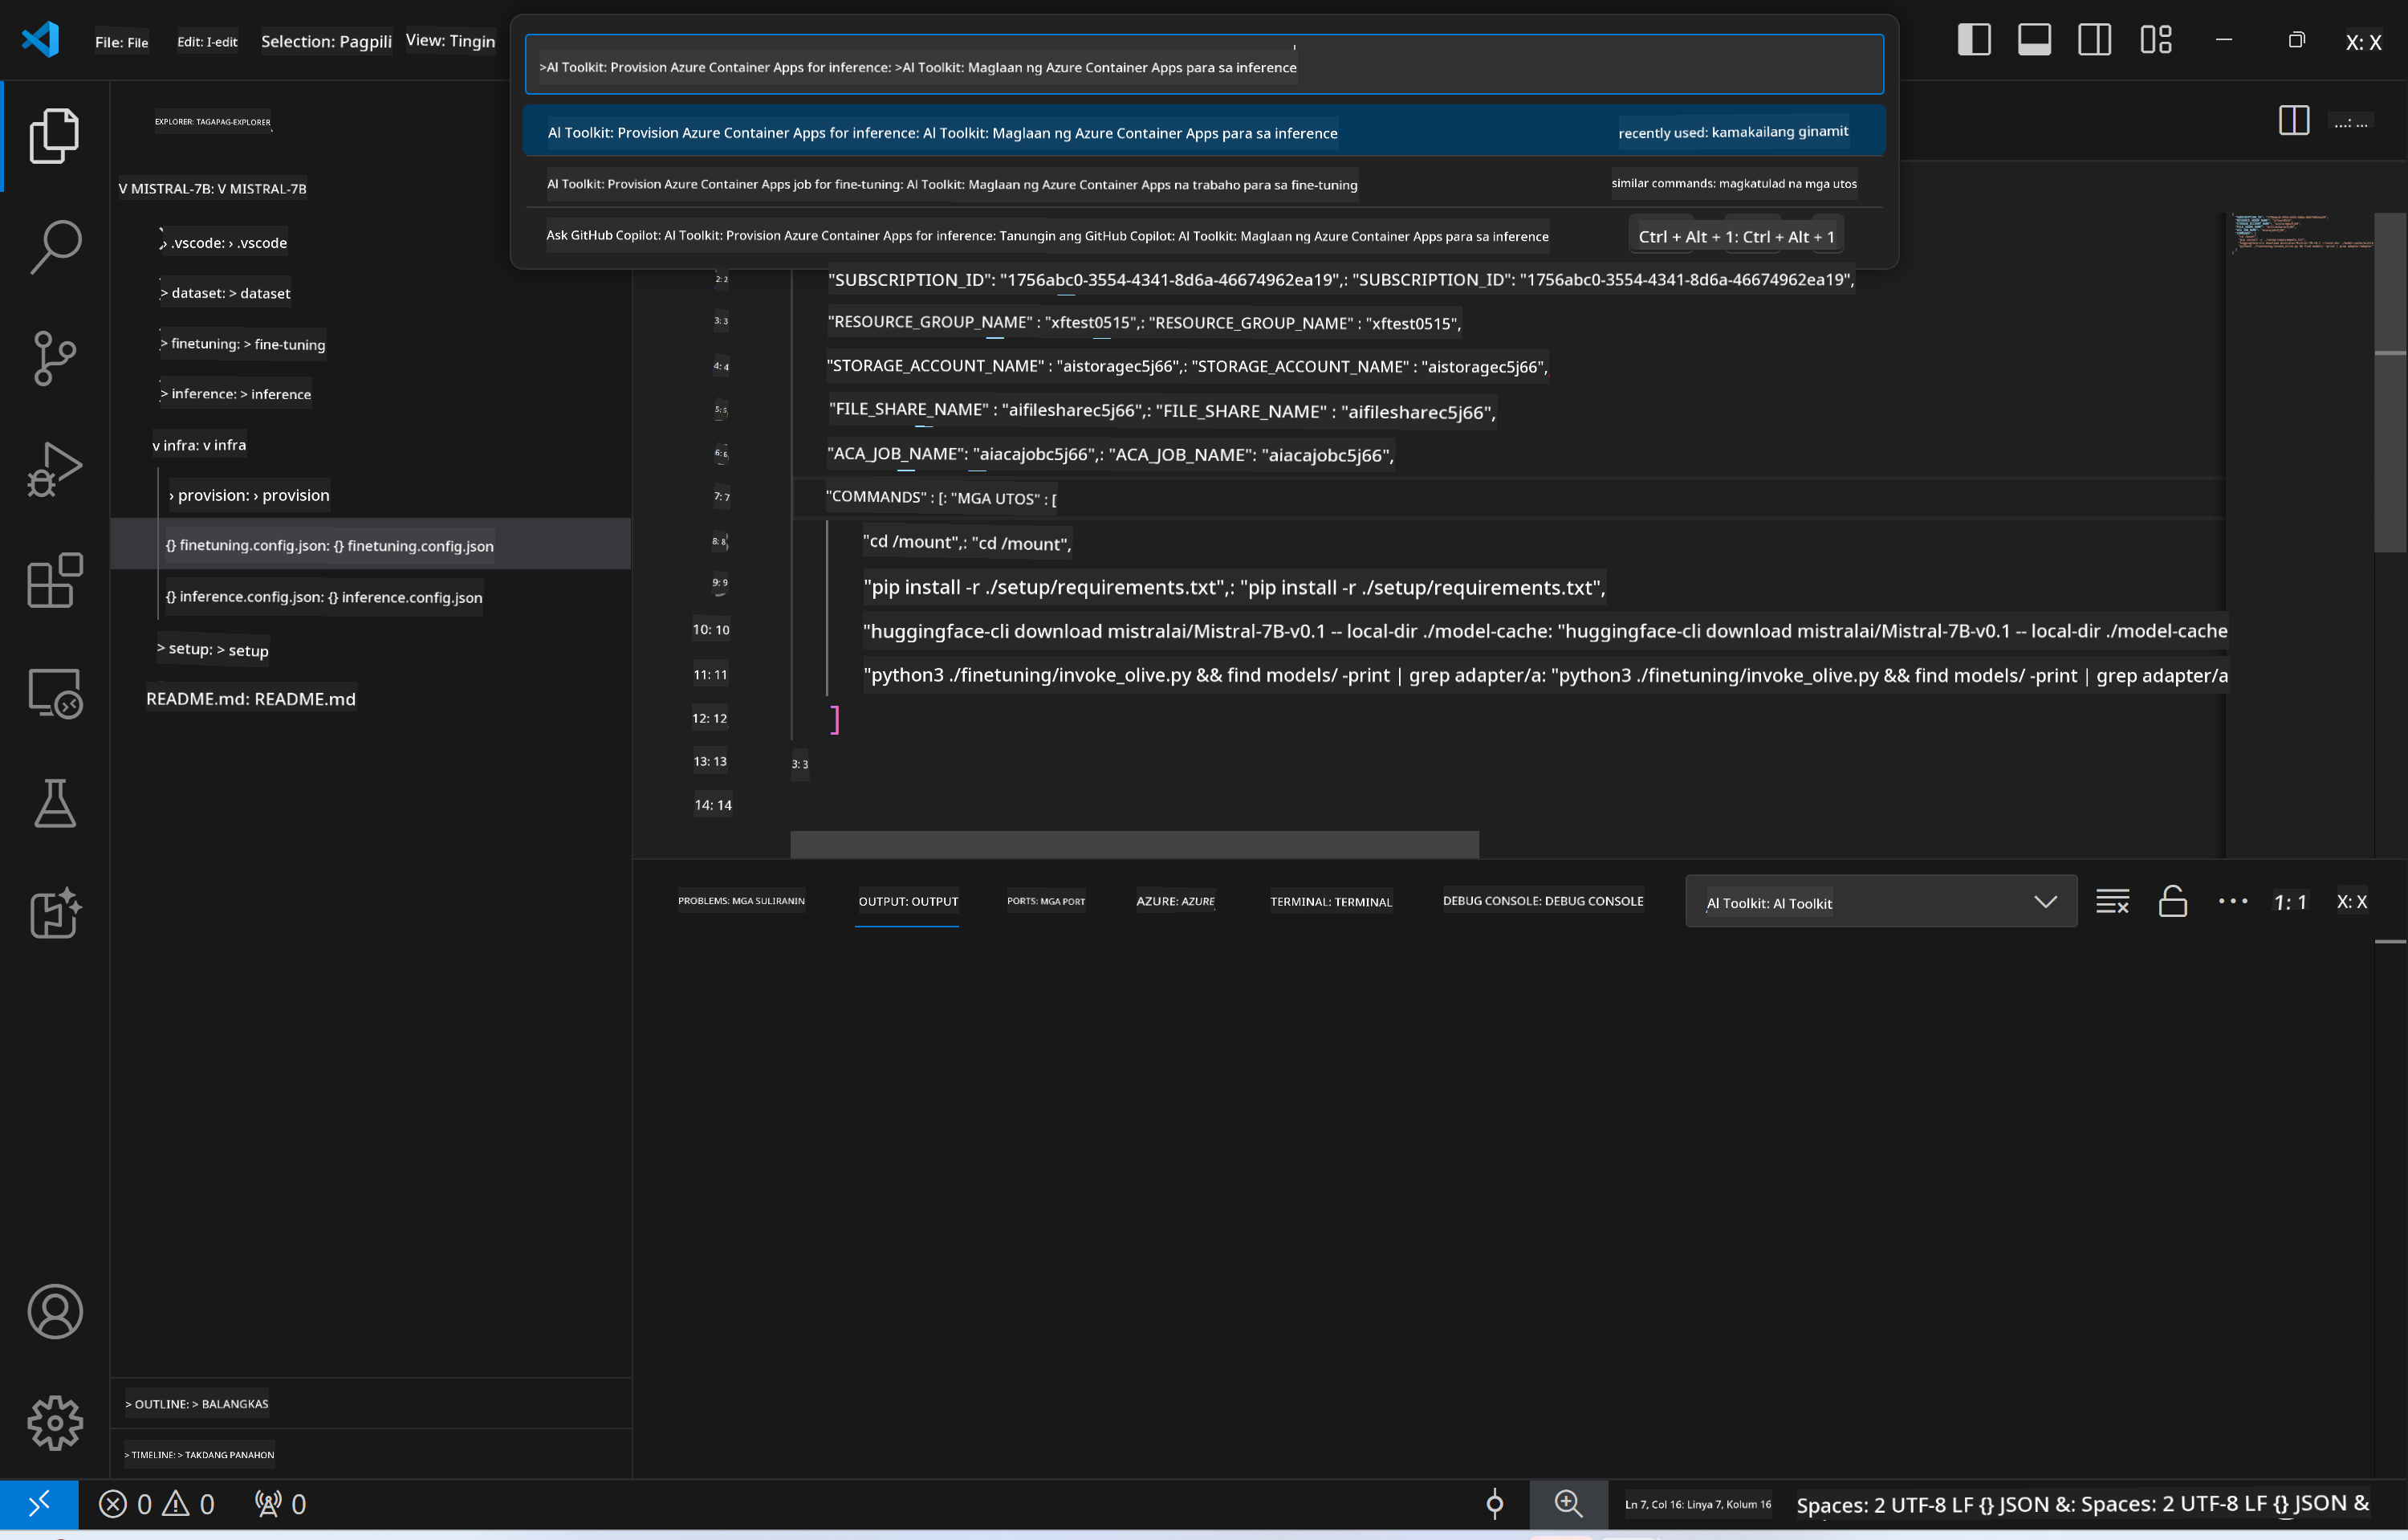 File: File Edit: I-edit Selection: Pagpili View: Tingin
X: X
>AI Toolkit: Provision Azure Container Apps for inference: >AI Toolkit: Maglaan ng Azure Container Apps para sa inference
AI Toolkit: Provision Azure Container Apps for inference: AI Toolkit: Maglaan ng Azure Container Apps para sa inference
recently used: kamakailang ginamit
AI Toolkit: Provision Azure Container Apps job for fine-tuning: AI Toolkit: Maglaan ng Azure Container Apps na trabaho para sa fine-tuning
similar commands: magkatulad na mga utos
Ask GitHub Copilot: AI Toolkit: Provision Azure Container Apps for inference: Tanungin ang GitHub Copilot: AI Toolkit: Maglaan ng Azure Container Apps para sa inference
Ctrl + Alt + 1: Ctrl + Alt + 1
...: ...
EXPLORER: TAGAPAG-EXPLORER
V MISTRAL-7B: V MISTRAL-7B
› .vscode: › .vscode
> dataset: > dataset
> finetuning: > fine-tuning
> inference: > inference
v infra: v infra
› provision: › provision
{} finetuning.config.json: {} finetuning.config.json
{} inference.config.json: {} inference.config.json
> setup: > setup
README.md: README.md
> OUTLINE: > BALANGKAS
> TIMELINE: > TAKDANG PANAHON
2: 2 "SUBSCRIPTION_ID": "1756abc0-3554-4341-8d6a-46674962ea19",: "SUBSCRIPTION_ID": "1756abc0-3554-4341-8d6a-46674962ea19",
3: 3 "RESOURCE_GROUP_NAME" : "xftest0515",: "RESOURCE_GROUP_NAME" : "xftest0515",
4: 4 "STORAGE_ACCOUNT_NAME" : "aistoragec5j66",: "STORAGE_ACCOUNT_NAME" : "aistoragec5j66",
5: 5 "FILE_SHARE_NAME" : "aifilesharec5j66",: "FILE_SHARE_NAME" : "aifilesharec5j66",
6: 6 "ACA_JOB_NAME": "aiacajobc5j66",: "ACA_JOB_NAME": "aiacajobc5j66",
7: 7 "COMMANDS" : [: "MGA UTOS" : [
8: 8 "cd /mount",: "cd /mount",
9: 9 "pip install -r ./setup/requirements.txt",: "pip install -r ./setup/requirements.txt",
10: 10 "huggingface-cli download mistralai/Mistral-7B-v0.1 -- local-dir ./model-cache: "huggingface-cli download mistralai/Mistral-7B-v0.1 -- local-dir ./model-cache
11: 11 "python3 ./finetuning/invoke_olive.py && find models/ -print | grep adapter/a: "python3 ./finetuning/invoke_olive.py && find models/ -print | grep adapter/a
12: 12 ]
13: 13 3: 3
14: 14
PROBLEMS: MGA SULIRANIN OUTPUT: OUTPUT PORTS: MGA PORT AZURE: AZURE TERMINAL: TERMINAL DEBUG CONSOLE: DEBUG CONSOLE AI Toolkit: AI Toolkit 1: 1 X: X
0 0 0 Ln 7, Col 16: Linya 7, Kolum 16 Spaces: 2 UTF-8 LF {} JSON &: Spaces: 2 UTF-8 LF {} JSON &